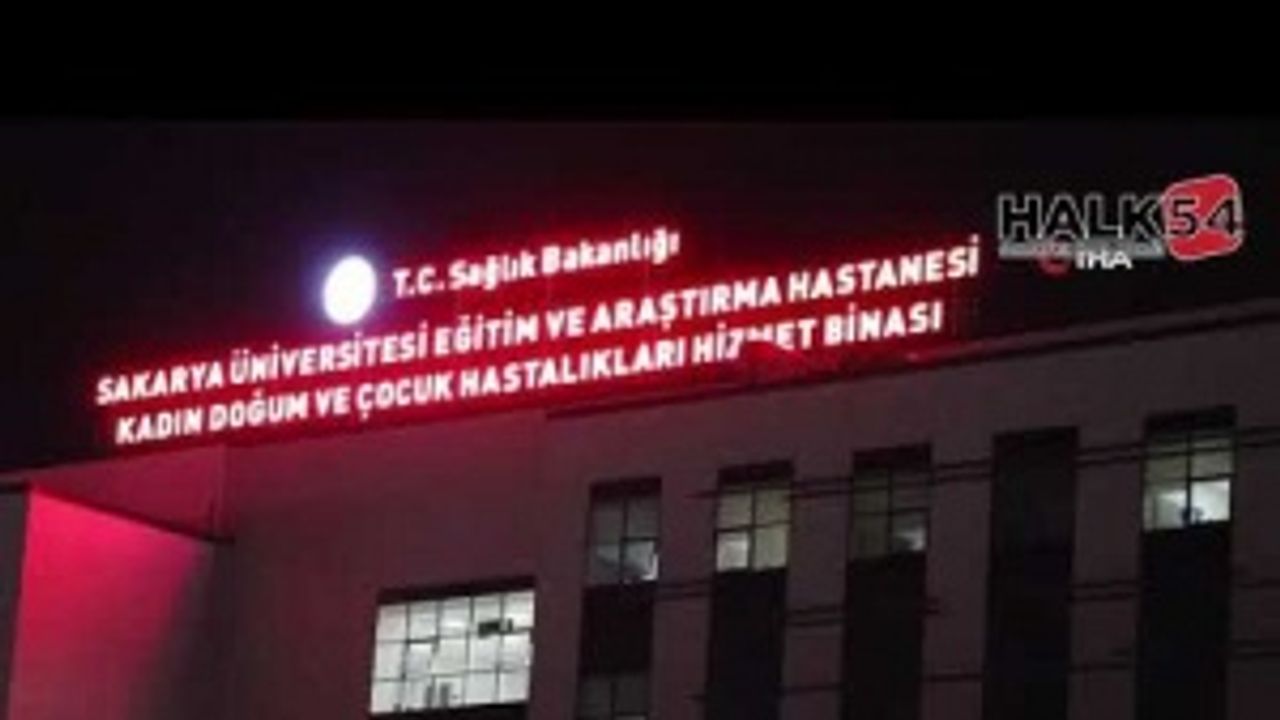 HALK54
İHA
T.C. Sağlık Bakanlığı
SAKARYA ÜNİVERSİTESİ EĞİTİM VE ARAŞTIRMA HASTANESİ
KADIN DOĞUM VE ÇOCUK HASTALIKLARI HİZMET BİNASI